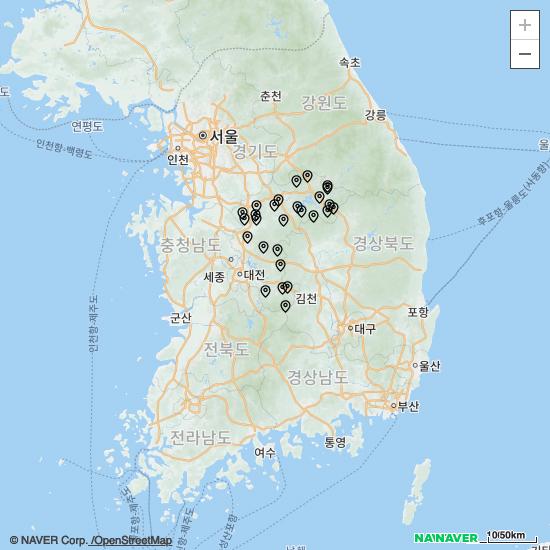 +
−
속초
춘천
강원도
강릉
도
연평도
서울
인천항-백령도
인천
경기도
울
후포항-울릉도(사동항)
충청남도
경상북도
세종
대전
김천
인천항-제주도
군산
포항
대구
전북도
경상남도
울산
부산
전라남도
통영
여수
© NAVER Corp. /OpenStreetMap
NAVER
10/50km